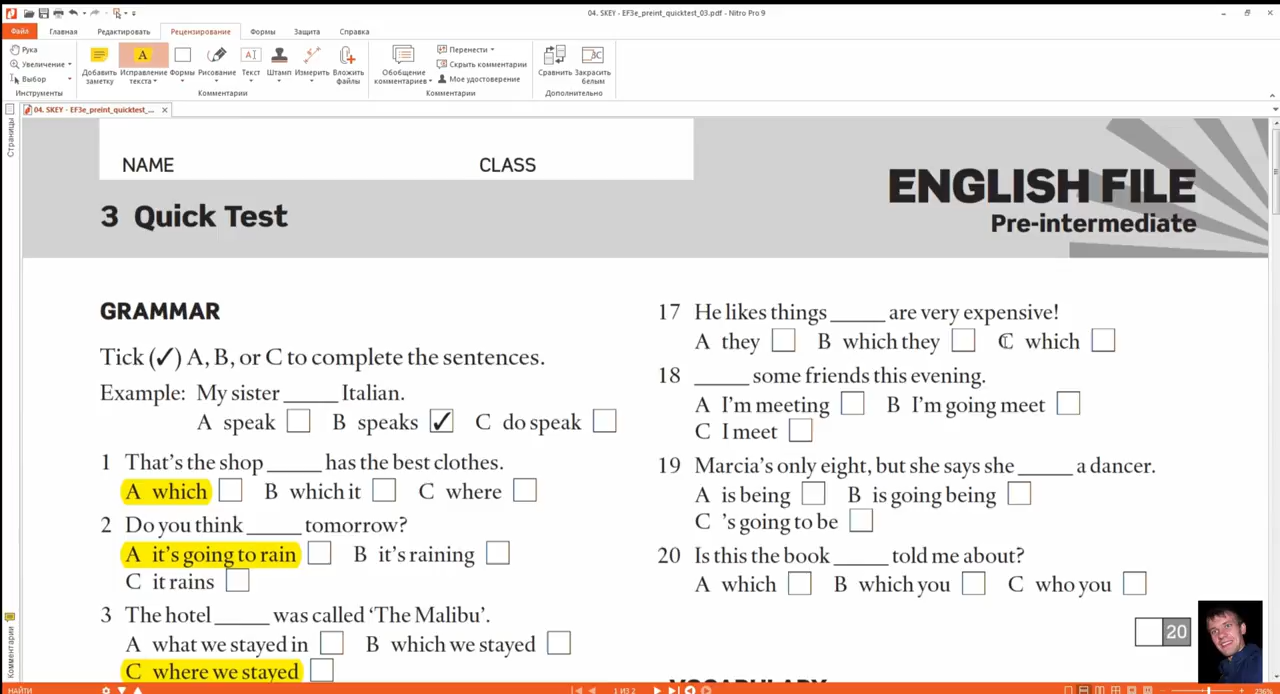 04. SKEY - EF3e_preint_quicktest_03.pdf - Nitro Pro 9
Файл Главная Редактировать Рецензирование Формы Защита Справка
Рука
Увеличение
Выбор
Инструменты
Добавить заметку
Исправление текста
Формы
Рисование
Текст
Штамп
Измерить
Вложить файлы
Комментарии
Обобщение комментариев
Перенести
Скрыть комментарии
Мое удостоверение
Комментарии
Сравнить
Закрасить белым
Дополнительно
04. SKEY - EF3e_preint_quicktest_...
Страницы
NAME CLASS
3 Quick Test
ENGLISH FILE
Pre-intermediate
GRAMMAR
Tick (✓) A, B, or C to complete the sentences.
Example: My sister _____ Italian.
A speak B speaks ✓ C do speak
1 That's the shop _____ has the best clothes.
A which B which it C where
2 Do you think _____ tomorrow?
A it's going to rain B it's raining
C it rains
3 The hotel _____ was called 'The Malibu'.
A what we stayed in B which we stayed
C where we stayed
17 He likes things _____ are very expensive!
A they B which they C which
18 _____ some friends this evening.
A I'm meeting B I'm going meet
C I meet
19 Marcia's only eight, but she says she _____ a dancer.
A is being B is going being
C 's going to be
20 Is this the book _____ told me about?
A which B which you C who you
20
VOCABULARY
Комментарии
НАЙТИ
1 ИЗ 2
236%